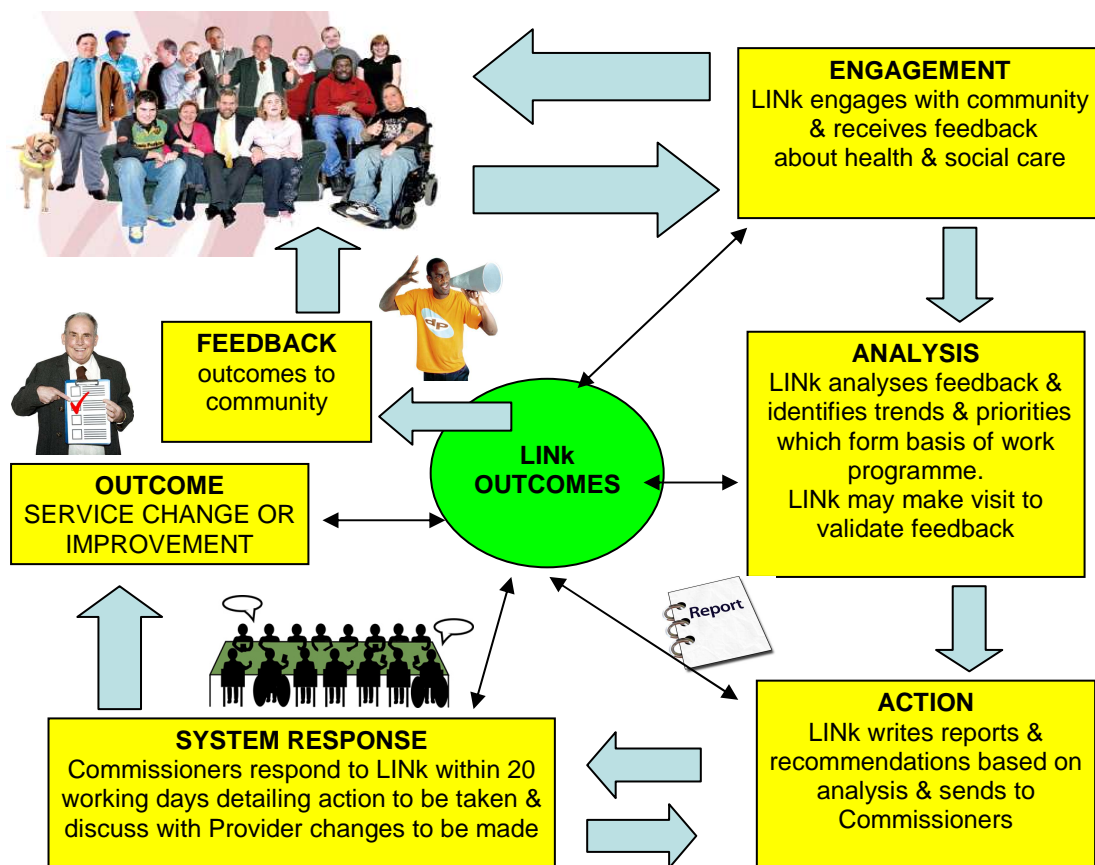 ENGAGEMENT
LINk engages with community
& receives feedback
about health & social care
ANALYSIS
LINk analyses feedback &
identifies trends & priorities
which form basis of work
programme.
LINk may make visit to
validate feedback
ACTION
LINk writes reports &
recommendations based on
analysis & sends to
Commissioners
Report
SYSTEM RESPONSE
Commissioners respond to LINk within 20
working days detailing action to be taken &
discuss with Provider changes to be made
OUTCOME
SERVICE CHANGE OR
IMPROVEMENT
FEEDBACK
outcomes to
community
dp
LINk
OUTCOMES